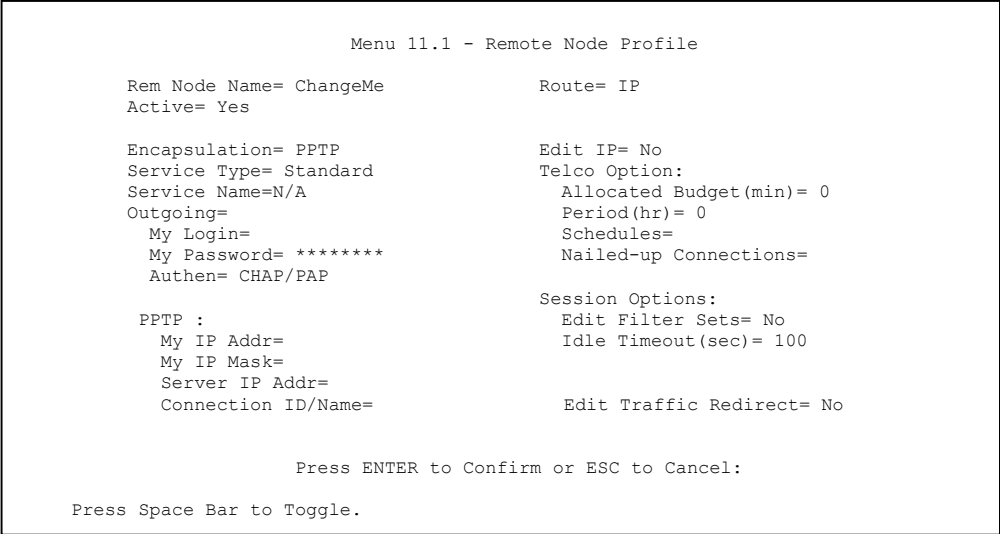 Menu 11.1 - Remote Node Profile
Rem Node Name= ChangeMe Route= IP
Active= Yes
Encapsulation= PPTP Edit IP= No
Service Type= Standard Telco Option:
Service Name=N/A Allocated Budget(min)= 0
Outgoing= Period(hr)= 0
My Login= Schedules=
My Password= ******** Nailed-up Connections=
Authen= CHAP/PAP
Session Options:
PPTP : Edit Filter Sets= No
My IP Addr= Idle Timeout(sec)= 100
My IP Mask=
Server IP Addr=
Connection ID/Name= Edit Traffic Redirect= No
Press ENTER to Confirm or ESC to Cancel:
Press Space Bar to Toggle.